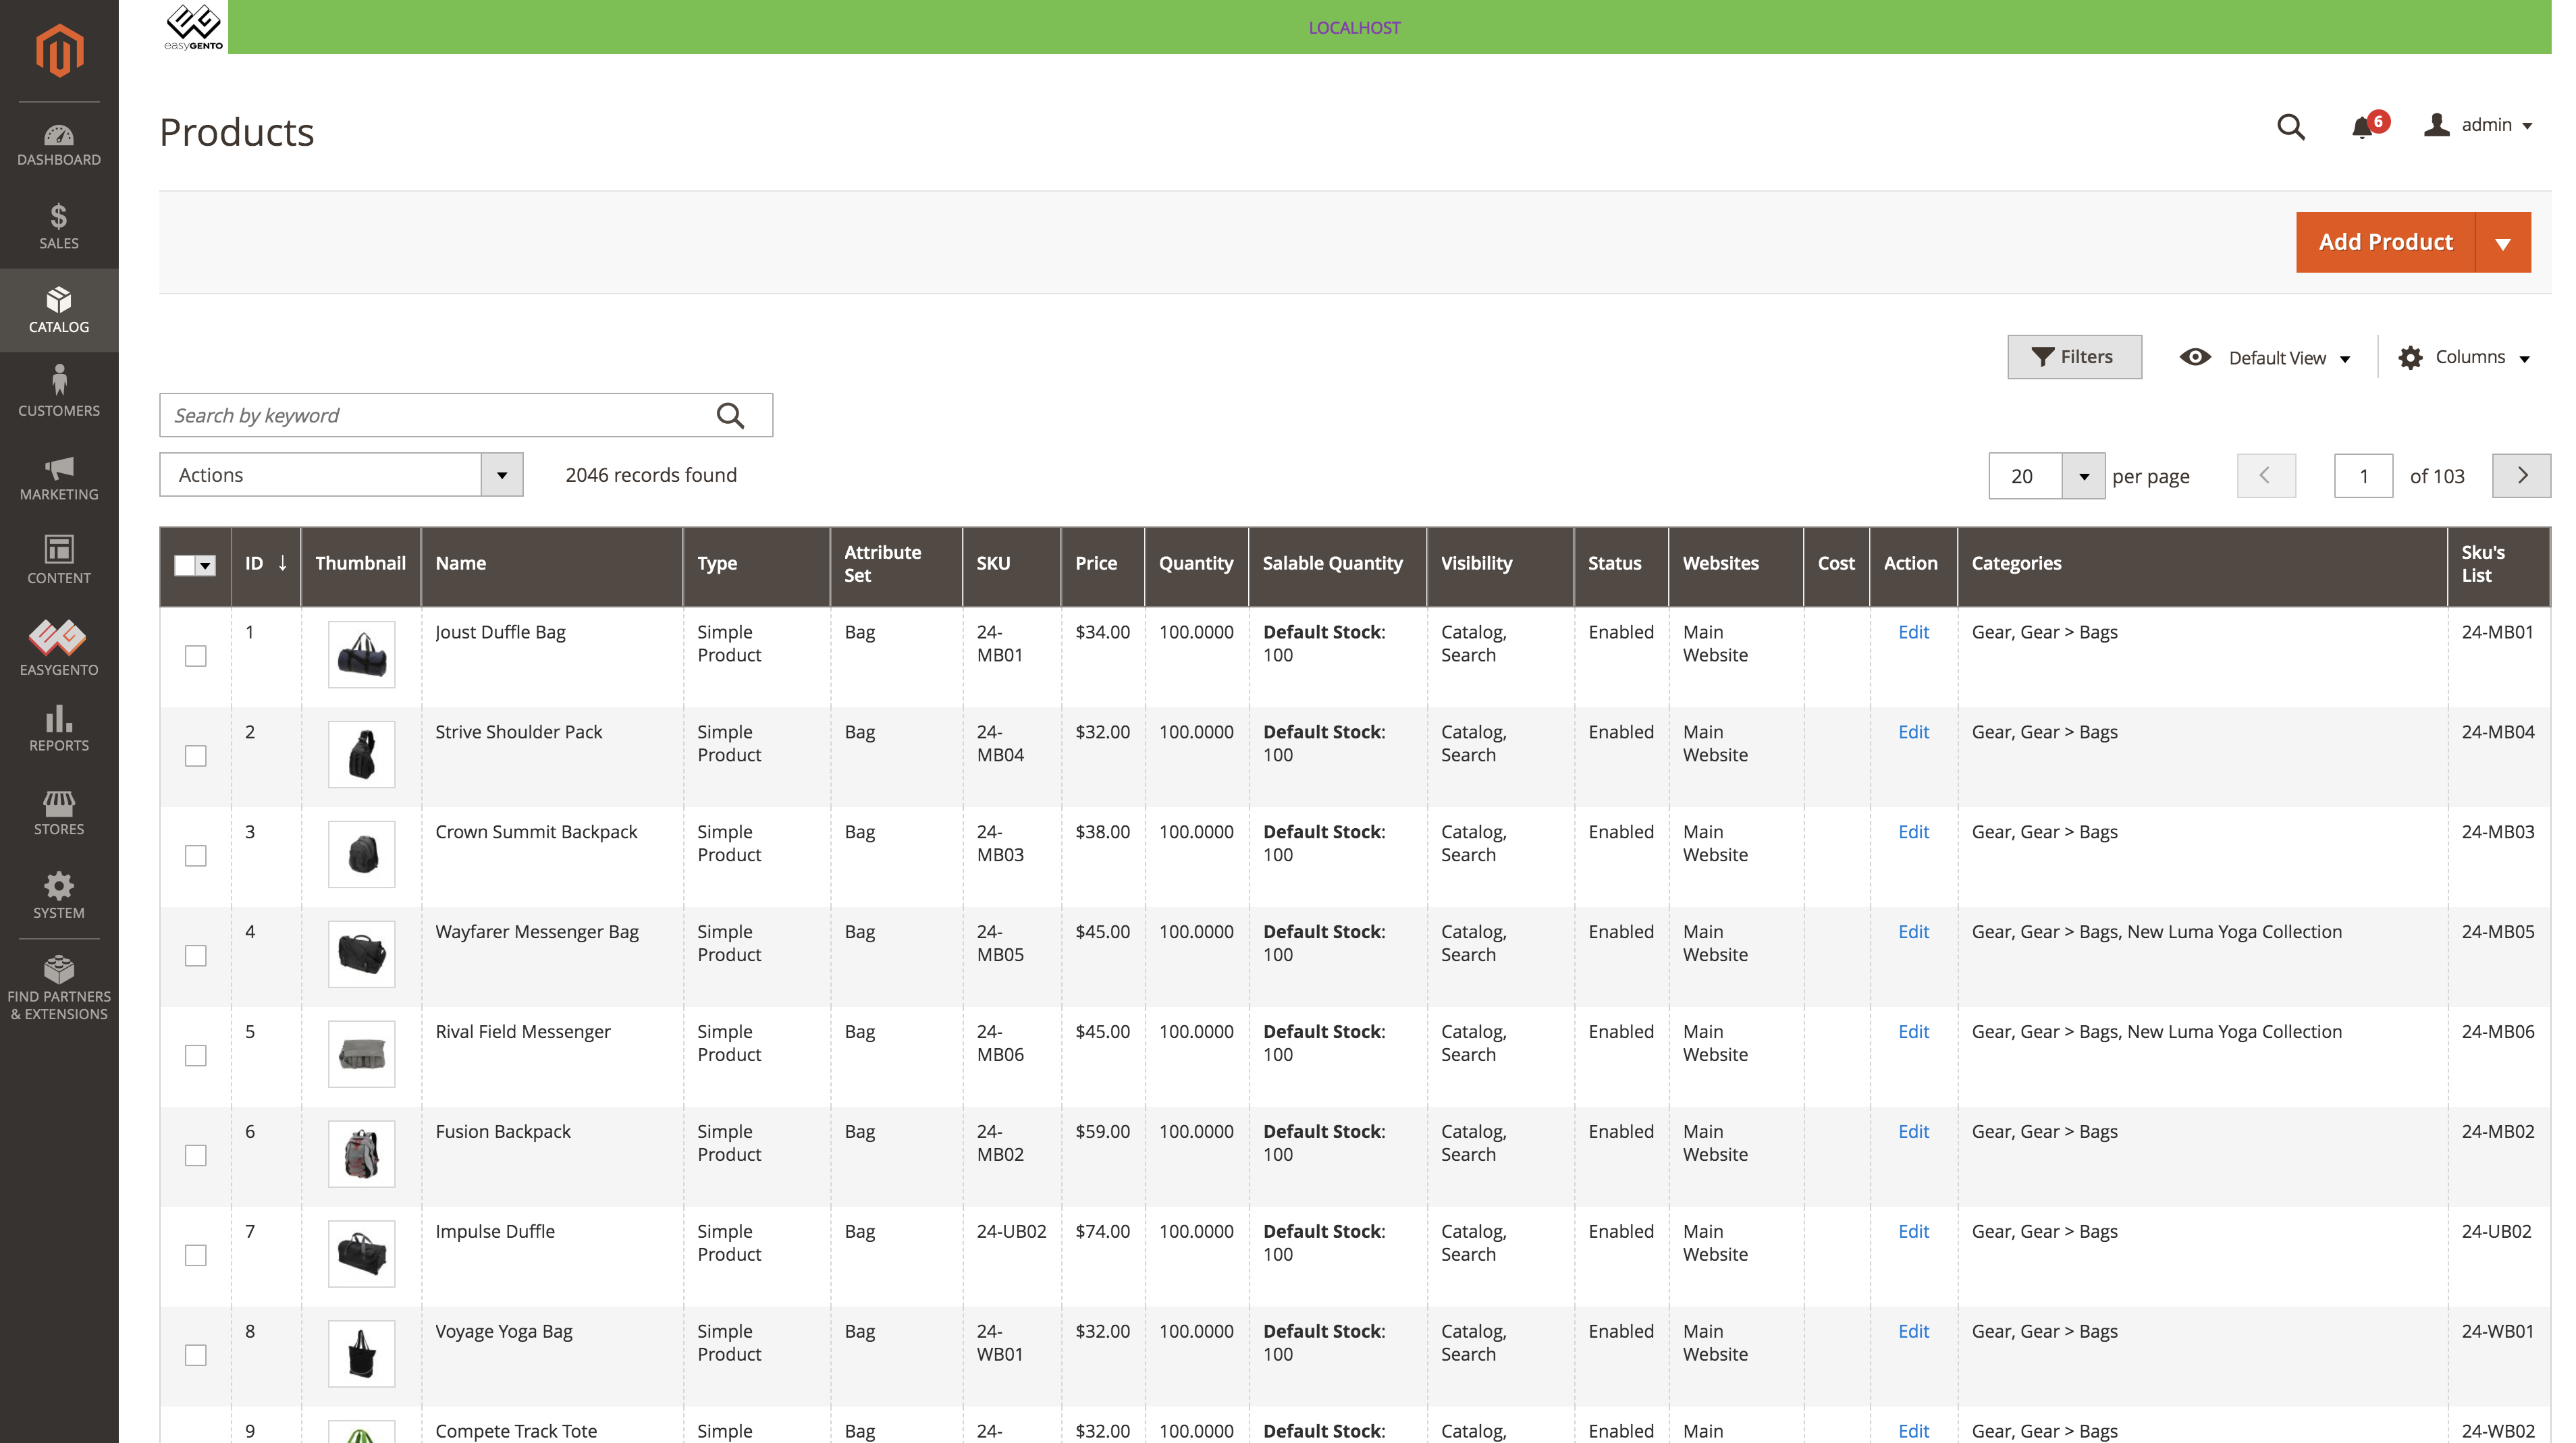 easyGENTO
LOCALHOST
DASHBOARD
SALES
CATALOG
CUSTOMERS
MARKETING
CONTENT
EASYGENTO
REPORTS
STORES
SYSTEM
FIND PARTNERS
& EXTENSIONS
Products
6
admin
Add Product
Filters
Default View
Columns
Search by keyword
Actions
2046 records found
20 per page
1 of 103
ID ↓ Thumbnail Name Type Attribute Set SKU Price Quantity Salable Quantity Visibility Status Websites Cost Action Categories Sku's List
1 Joust Duffle Bag Simple Product Bag 24-MB01 $34.00 100.0000 Default Stock: 100 Catalog, Search Enabled Main Website Edit Gear, Gear > Bags 24-MB01
2 Strive Shoulder Pack Simple Product Bag 24-MB04 $32.00 100.0000 Default Stock: 100 Catalog, Search Enabled Main Website Edit Gear, Gear > Bags 24-MB04
3 Crown Summit Backpack Simple Product Bag 24-MB03 $38.00 100.0000 Default Stock: 100 Catalog, Search Enabled Main Website Edit Gear, Gear > Bags 24-MB03
4 Wayfarer Messenger Bag Simple Product Bag 24-MB05 $45.00 100.0000 Default Stock: 100 Catalog, Search Enabled Main Website Edit Gear, Gear > Bags, New Luma Yoga Collection 24-MB05
5 Rival Field Messenger Simple Product Bag 24-MB06 $45.00 100.0000 Default Stock: 100 Catalog, Search Enabled Main Website Edit Gear, Gear > Bags, New Luma Yoga Collection 24-MB06
6 Fusion Backpack Simple Product Bag 24-MB02 $59.00 100.0000 Default Stock: 100 Catalog, Search Enabled Main Website Edit Gear, Gear > Bags 24-MB02
7 Impulse Duffle Simple Product Bag 24-UB02 $74.00 100.0000 Default Stock: 100 Catalog, Search Enabled Main Website Edit Gear, Gear > Bags 24-UB02
8 Voyage Yoga Bag Simple Product Bag 24-WB01 $32.00 100.0000 Default Stock: 100 Catalog, Search Enabled Main Website Edit Gear, Gear > Bags 24-WB01
9 Compete Track Tote Simple Bag 24- $32.00 100.0000 Default Stock: Catalog, Enabled Main Edit Gear, Gear > Bags 24-WB02